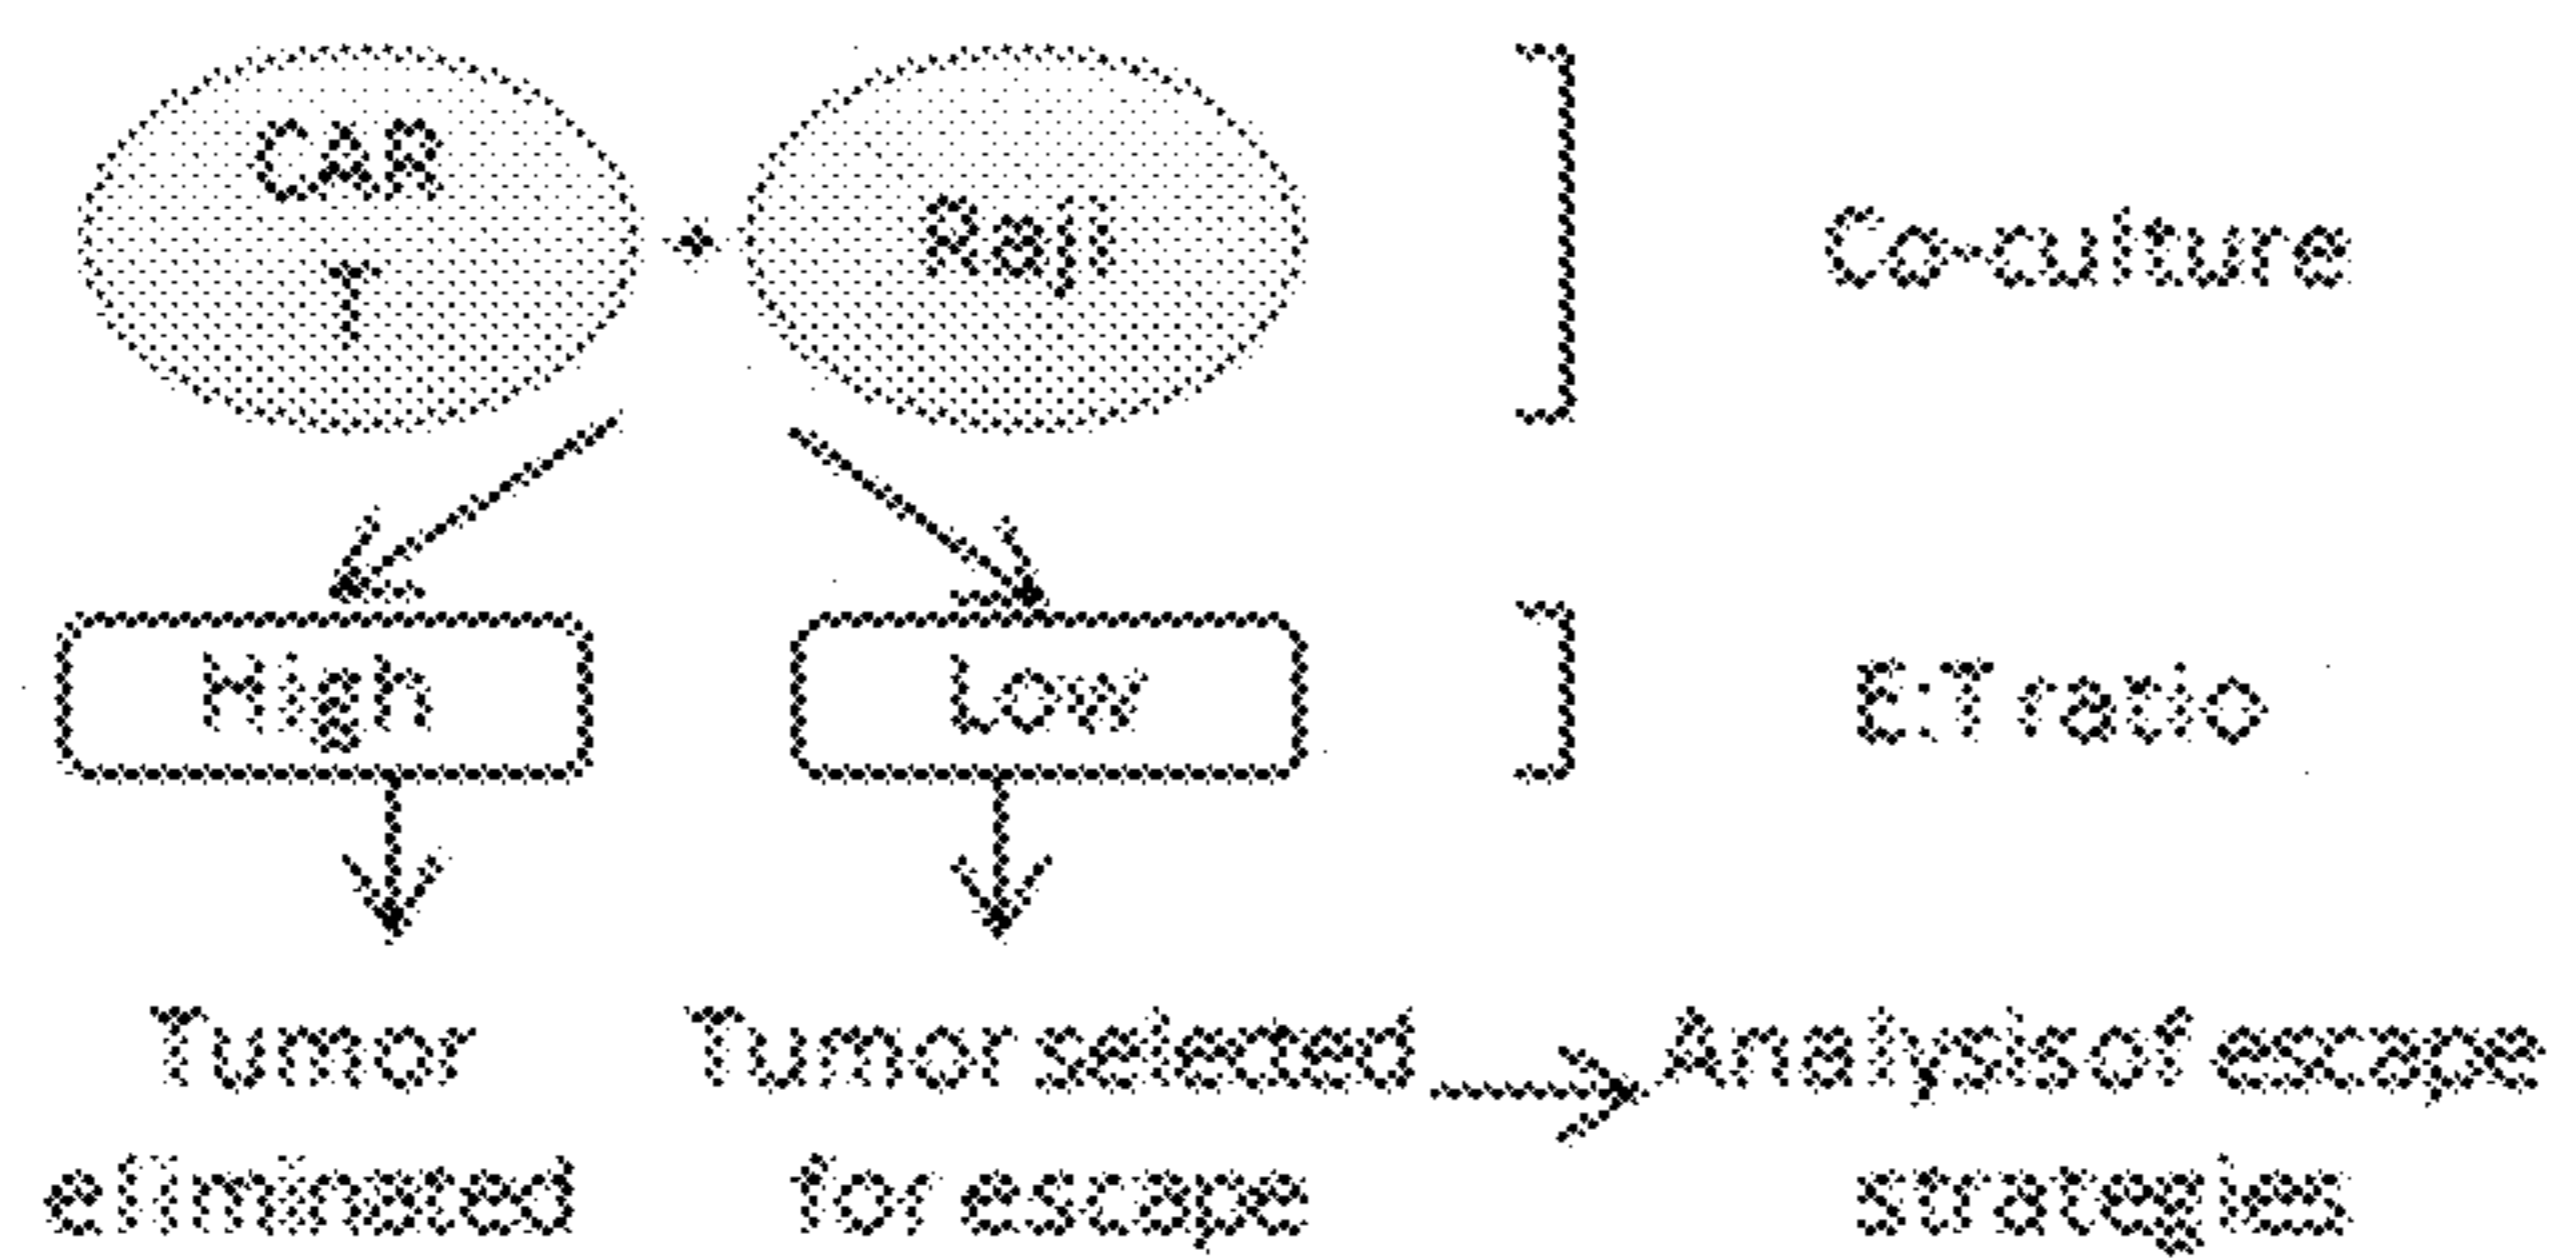 CAR
T
+
Raji
Co-culture
High
Low
E:T ratio
Tumor
eliminated
Tumor selected
for escape
Analysis of escape
strategies